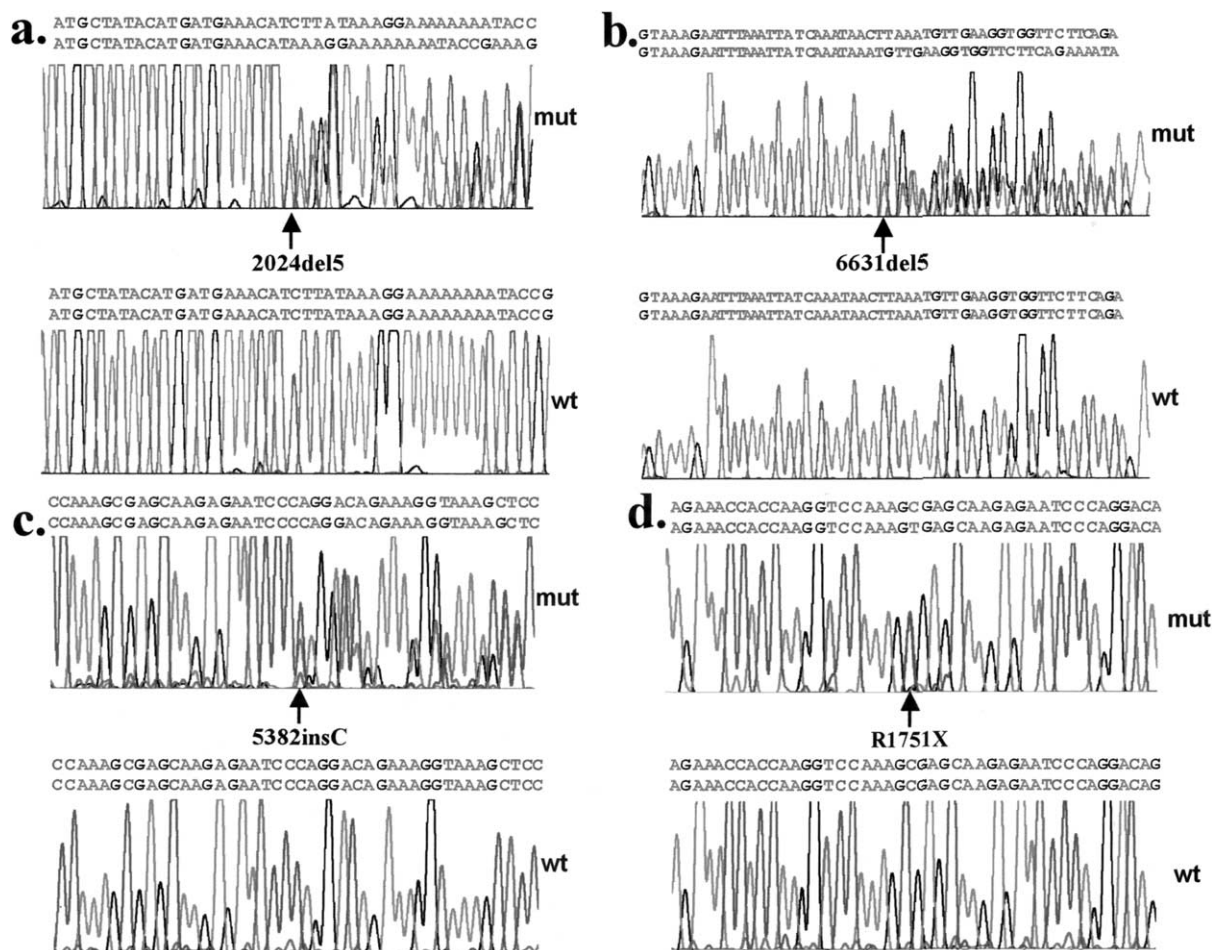 a.
ATGCTATACATGATGAAACATCTTATAAAGGAAAAAAAATACC
ATGCTATACATGATGAAACATAAAGGAAAAAAAATACCGAAAG
mut
2024del5
ATGCTATACATGATGAAACATCTTATAAAGGAAAAAAAATACCG
ATGCTATACATGATGAAACATCTTATAAAGGAAAAAAAATACCG
wt
b.
GTAAAGAATTTAAATTATCAAATAACTTAAATGTTGAAGGTGGTTCTTCAGA
GTAAAGAATTTAAATTATCAAATAAATGTTGAAGGTGGTTCTTCAGAAAATA
mut
6631del5
GTAAAGAATTTAAATTATCAAATAACTTAAATGTTGAAGGTGGTTCTTCAGA
GTAAAGAATTTAAATTATCAAATAACTTAAATGTTGAAGGTGGTTCTTCAGA
wt
c.
CCAAAGCGAGCAAGAGAATCCCAGGACAGAAAGGTAAAGCTCC
CCAAAGCGAGCAAGAGAATCCCCAGGACAGAAAGGTAAAGCTC
mut
5382insC
CCAAAGCGAGCAAGAGAATCCCAGGACAGAAAGGTAAAGCTCC
CCAAAGCGAGCAAGAGAATCCCAGGACAGAAAGGTAAAGCTCC
wt
d.
AGAAACCACCAAGGTCCAAAGCGAGCAAGAGAATCCCAGGACA
AGAAACCACCAAGGTCCAAAGTGAGCAAGAGAATCCCAGGACA
mut
R1751X
AGAAACCACCAAGGTCCAAAGCGAGCAAGAGAATCCCAGGACAG
AGAAACCACCAAGGTCCAAAGCGAGCAAGAGAATCCCAGGACAG
wt